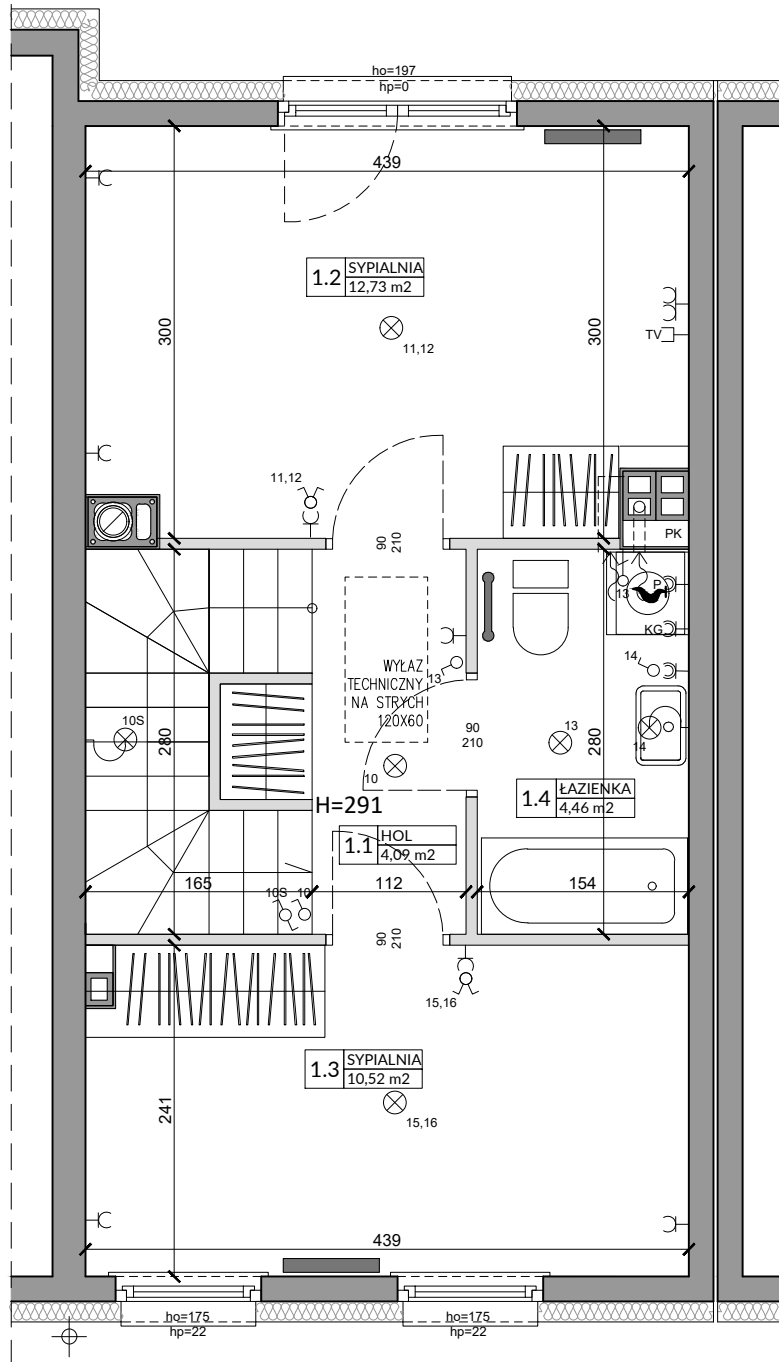 ho=197
hp=0
439
1.2 SYPIALNIA
12,73 m2
300
300
11,12
TV
11,12
90
210
PK
P
13
KG
WYŁAZ
TECHNICZNY
NA STRYCH
120X60
13
14
10S
280
90
210
13
14
280
10
H=291
1.4 ŁAZIENKA
4,46 m2
1.1 HOL
4,09 m2
165
112
154
10S
10
90
210
15,16
1.3 SYPIALNIA
10,52 m2
241
15,16
439
ho=175
hp=22
ho=175
hp=22